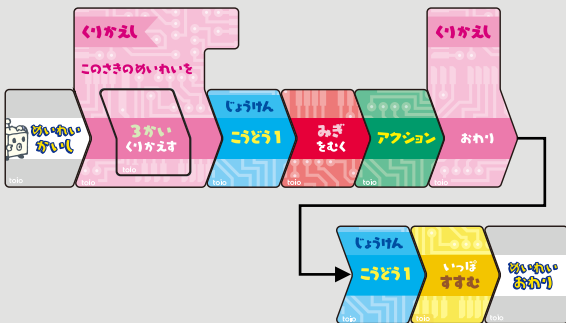 くりかえし
このさきのめいれいを
くりかえし
めいれい
かいし
3かい
くりかえす
じょうけん
こうどう1
みぎ
をむく
アクション
おわり
toio
toio
toio
toio
toio
toio
toio
じょうけん
こうどう1
いっぽ
すすむ
めいれい
おわり
toio
toio
toio